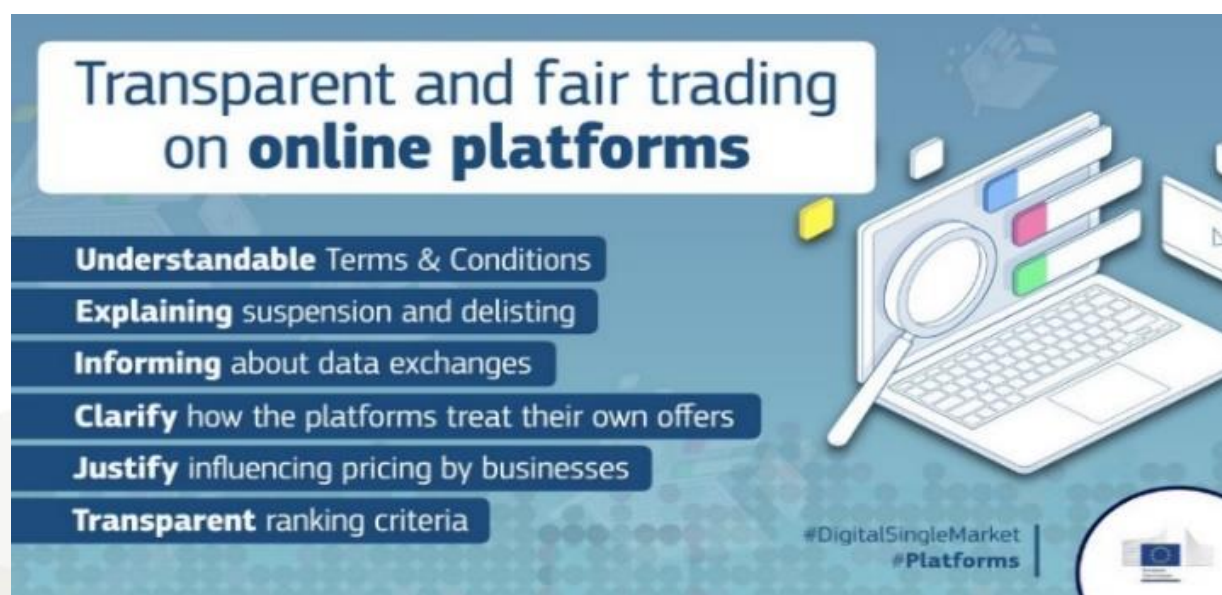 Transparent and fair trading
on online platforms
Understandable Terms & Conditions
Explaining suspension and delisting
Informing about data exchanges
Clarify how the platforms treat their own offers
Justify influencing pricing by businesses
Transparent ranking criteria
#DigitalSingleMarket
#Platforms